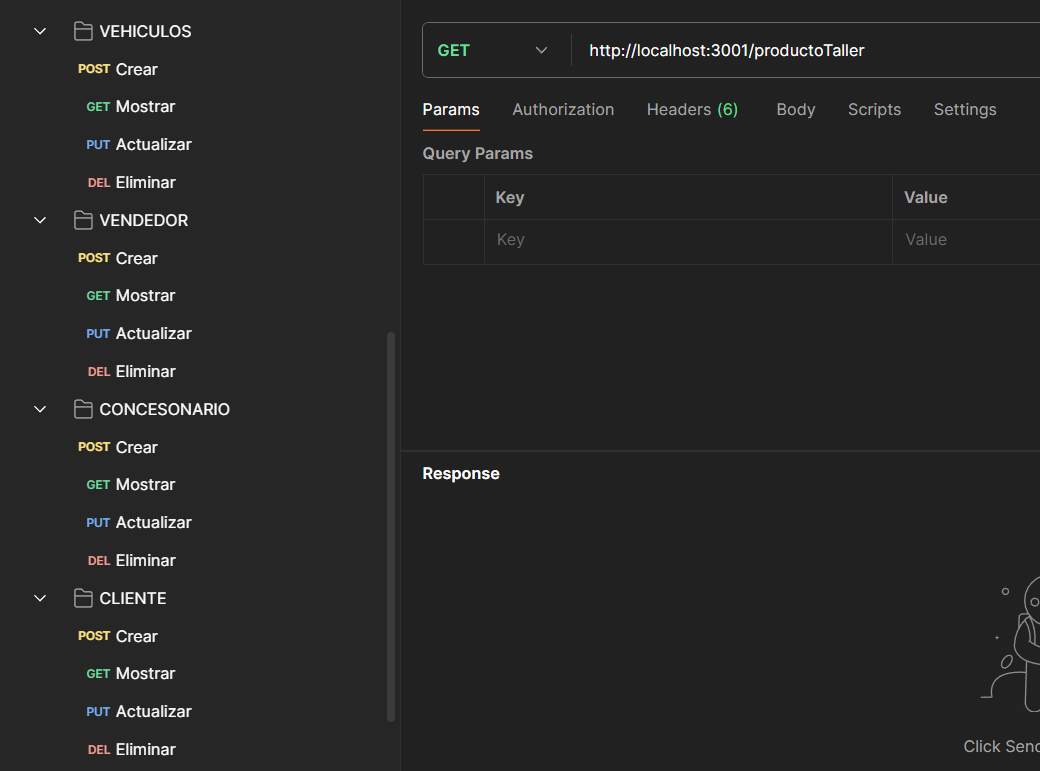 VEHICULOS
POST Crear
GET Mostrar
PUT Actualizar
DEL Eliminar
VENDEDOR
POST Crear
GET Mostrar
PUT Actualizar
DEL Eliminar
CONCESONARIO
POST Crear
GET Mostrar
PUT Actualizar
DEL Eliminar
CLIENTE
POST Crear
GET Mostrar
PUT Actualizar
DEL Eliminar
GET http://localhost:3001/productoTaller
Params Authorization Headers (6) Body Scripts Settings
Query Params
Key Value
Key Value
Response
Click Send